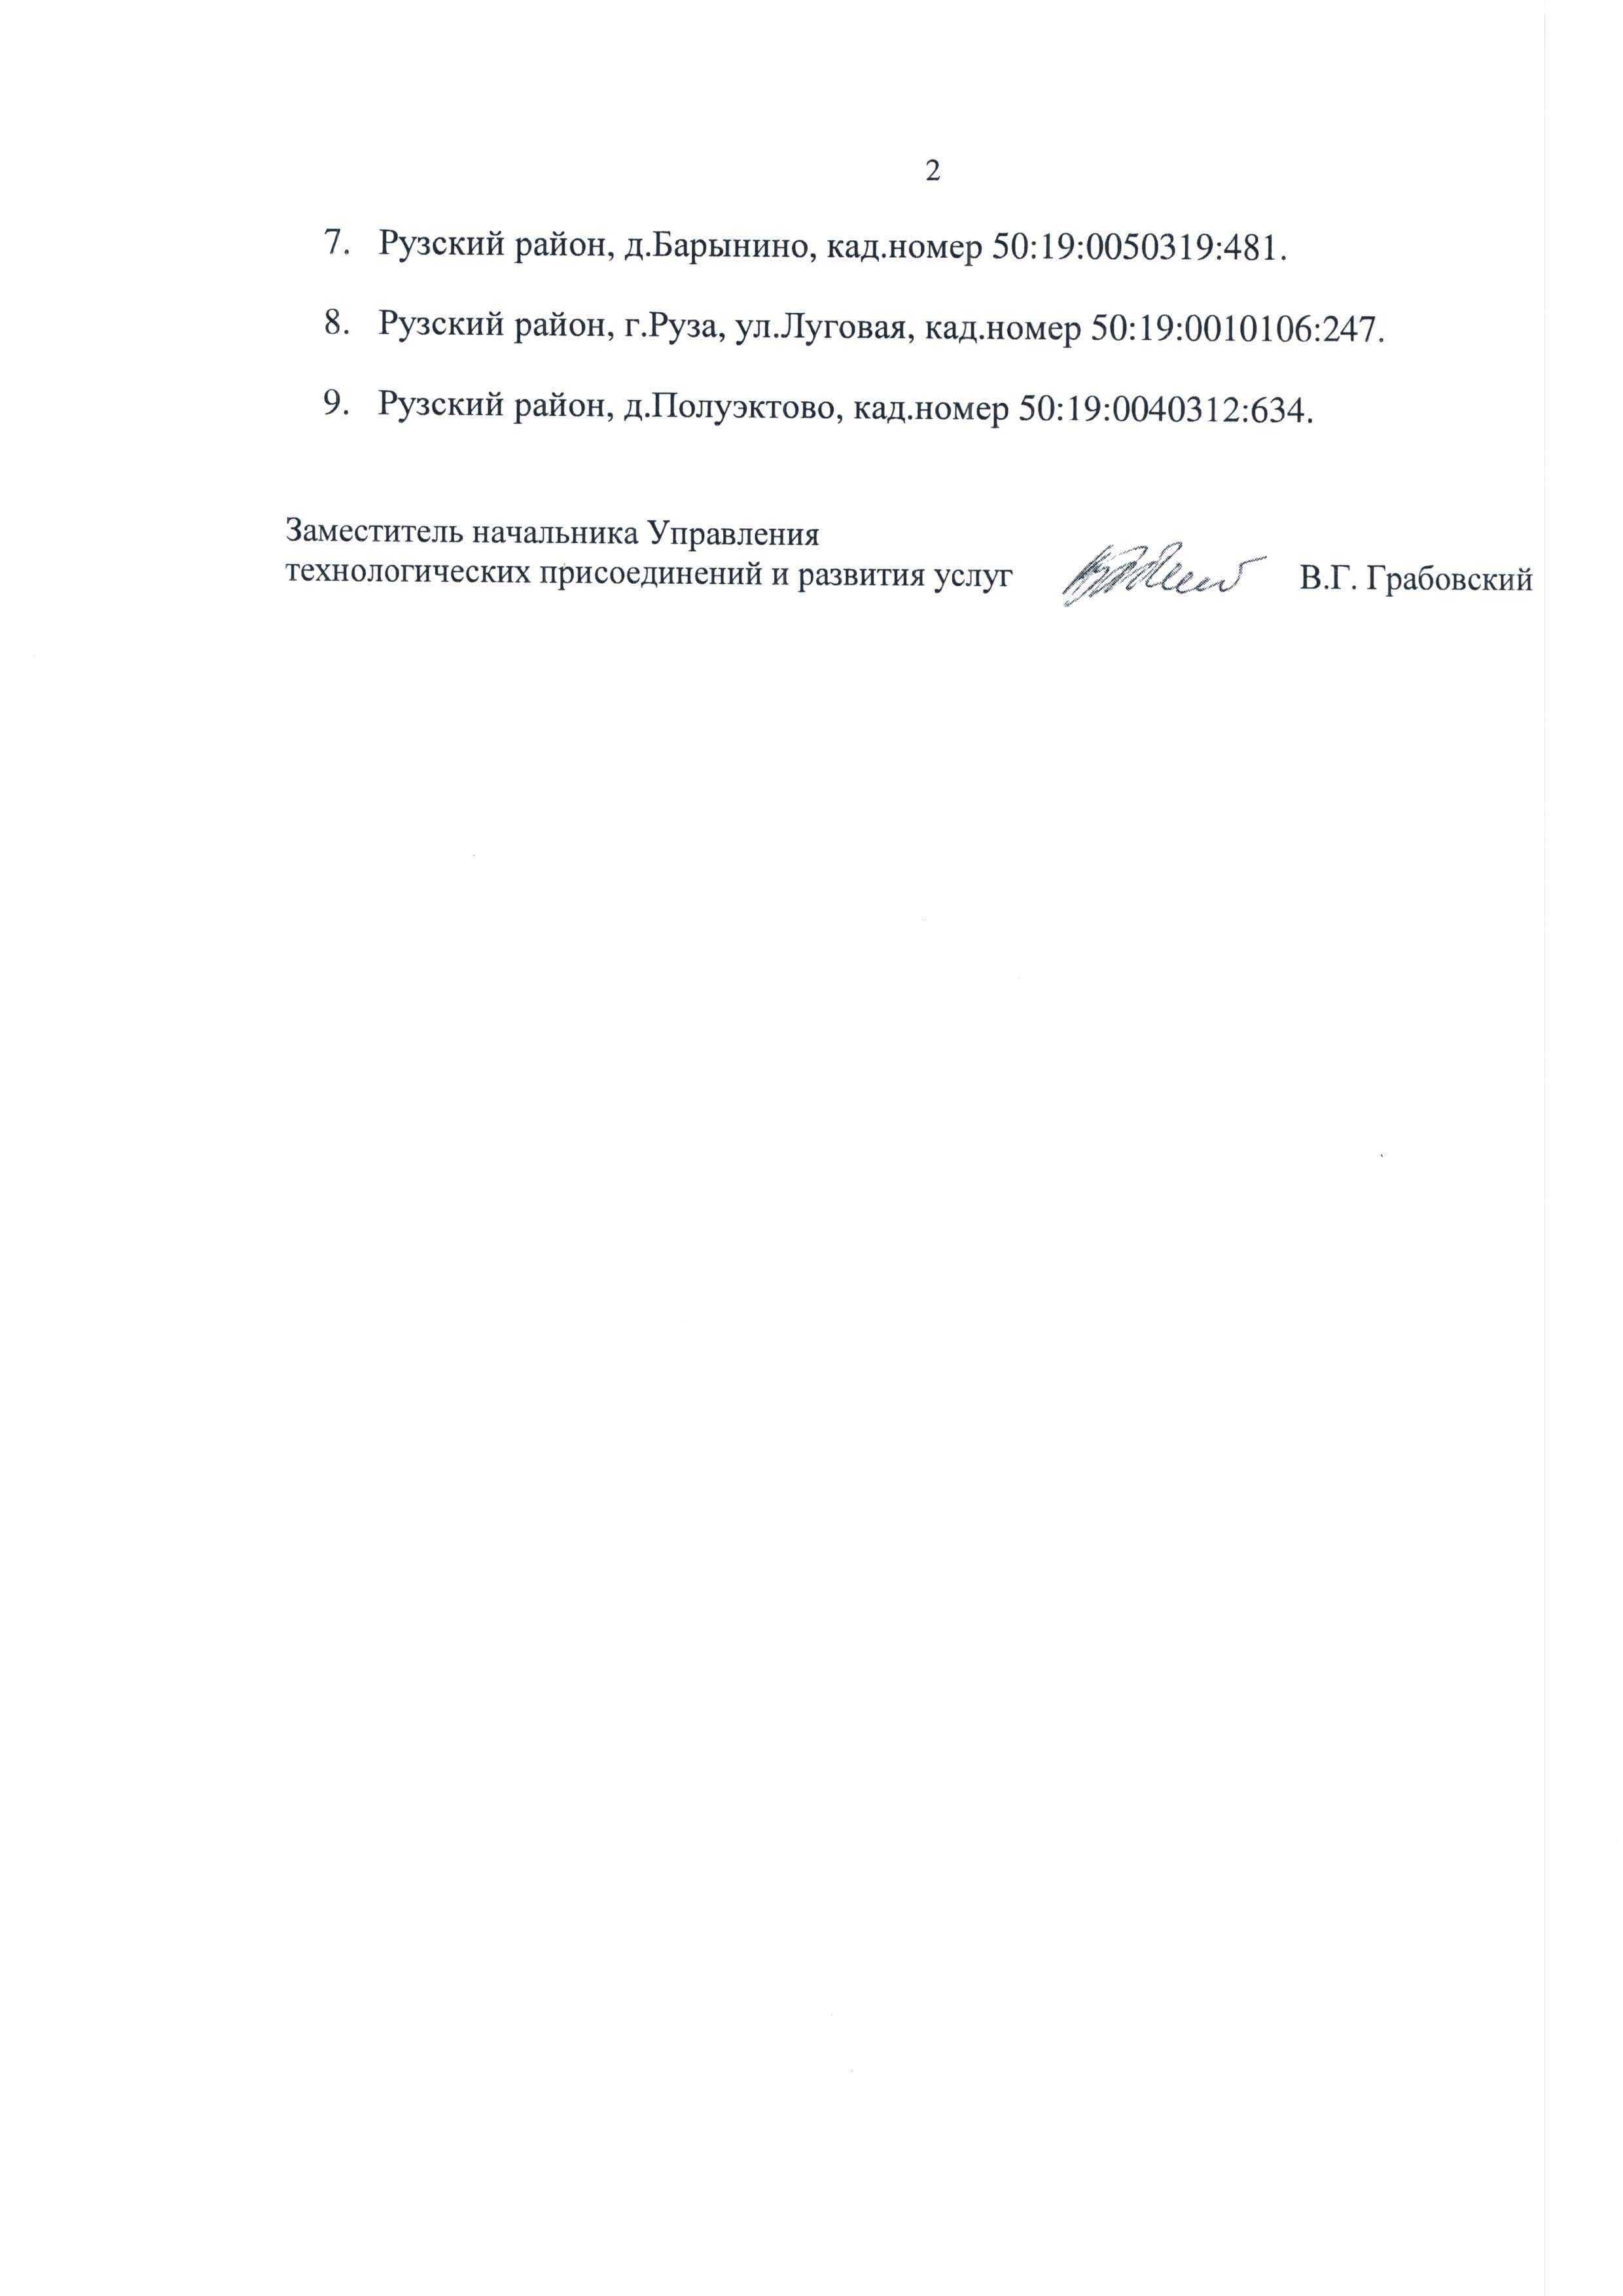 2
7. Рузский район, д.Барынино, кад.номер 50:19:0050319:481.
8. Рузский район, г.Руза, ул.Луговая, кад.номер 50:19:0010106:247.
9. Рузский район, д.Полуэктово, кад.номер 50:19:0040312:634.
Заместитель начальника Управления
технологических присоединений и развития услуг В.Г. Грабовский